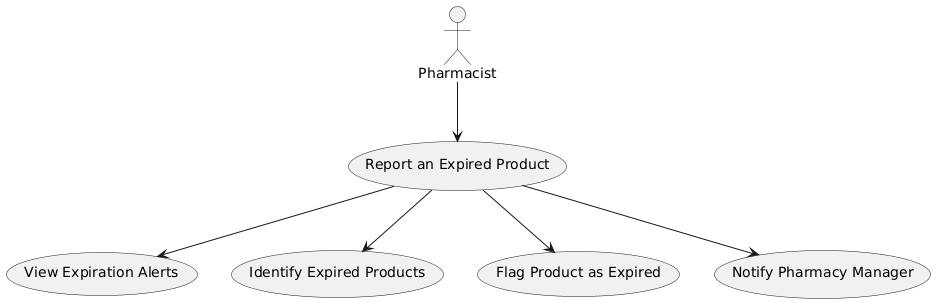 Pharmacist
Report an Expired Product
View Expiration Alerts
Identify Expired Products
Flag Product as Expired
Notify Pharmacy Manager